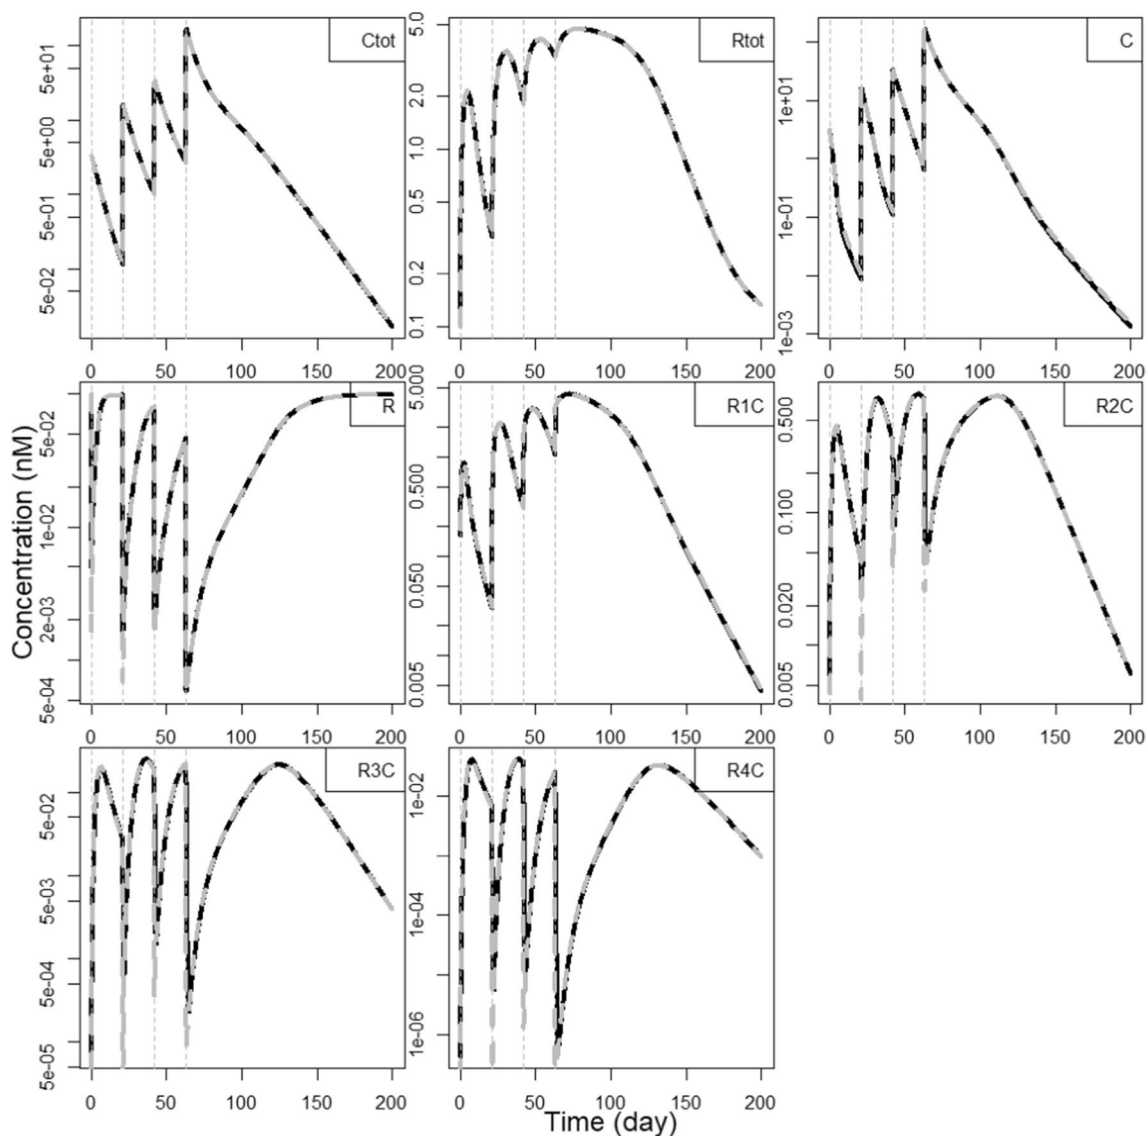 Ctot
5e+01
5e+00
5e-01
5e-02
0 50 100 150 200
Rtot
5.0
2.0
1.0
0.5
0.2
0.1
0 50 100 150 200
C
1e+01
1e-01
1e-03
0 50 100 150 200
R
5e-02
1e-02
2e-03
5e-04
0 50 100 150 200
R1C
5.000
0.500
0.050
0.005
0 50 100 150 200
R2C
0.500
0.100
0.020
0.005
0 50 100 150 200
R3C
5e-02
5e-03
5e-04
5e-05
0 50 100 150 200
R4C
1e-02
1e-04
1e-06
0 50 100 150 200
Concentration (nM)
Time (day)